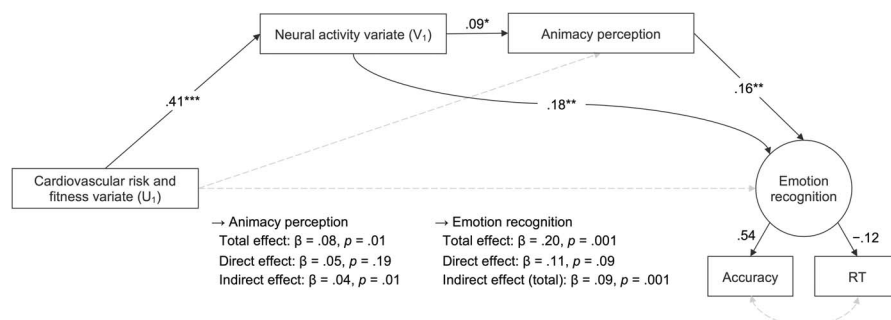 Neural activity variate (V₁)
.09*
Animacy perception
.41***
.18**
.16**
Cardiovascular risk and
fitness variate (U₁)
Emotion
recognition
→ Animacy perception
Total effect: β = .08, p = .01
Direct effect: β = .05, p = .19
Indirect effect: β = .04, p = .01
→ Emotion recognition
Total effect: β = .20, p = .001
Direct effect: β = .11, p = .09
Indirect effect (total): β = .09, p = .001
.54
−.12
Accuracy
RT